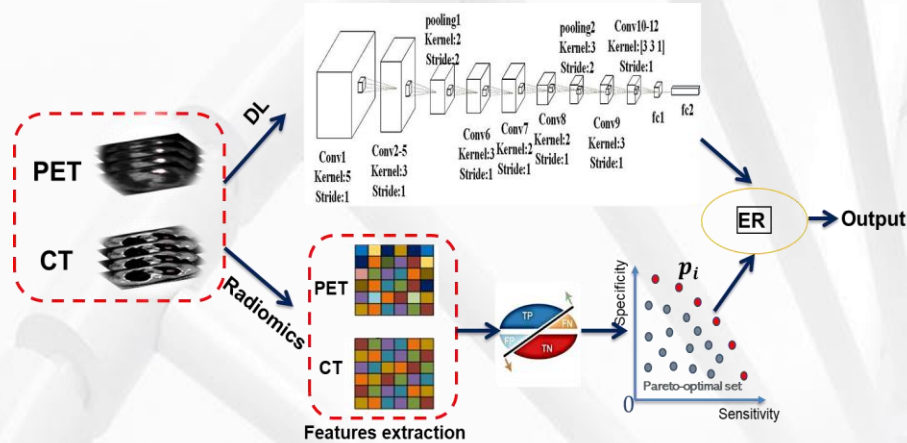 PET
CT
DL
Radiomics
Conv1
Kernel:5
Stride:1
Conv2-5
Kernel:3
Stride:1
pooling1
Kernel:2
Stride:2
Conv6
Kernel:3
Stride:1
Conv7
Kernel:2
Stride:1
Conv8
Kernel:2
Stride:1
pooling2
Kernel:3
Stride:2
Conv9
Kernel:3
Stride:1
Conv10-12
Kernel:[3 3 1]
Stride:1
fc1
fc2
PET
CT
Features extraction
TP
FN
FP
TN
Specificity
pᵢ
Pareto-optimal set
0
Sensitivity
ER
Output